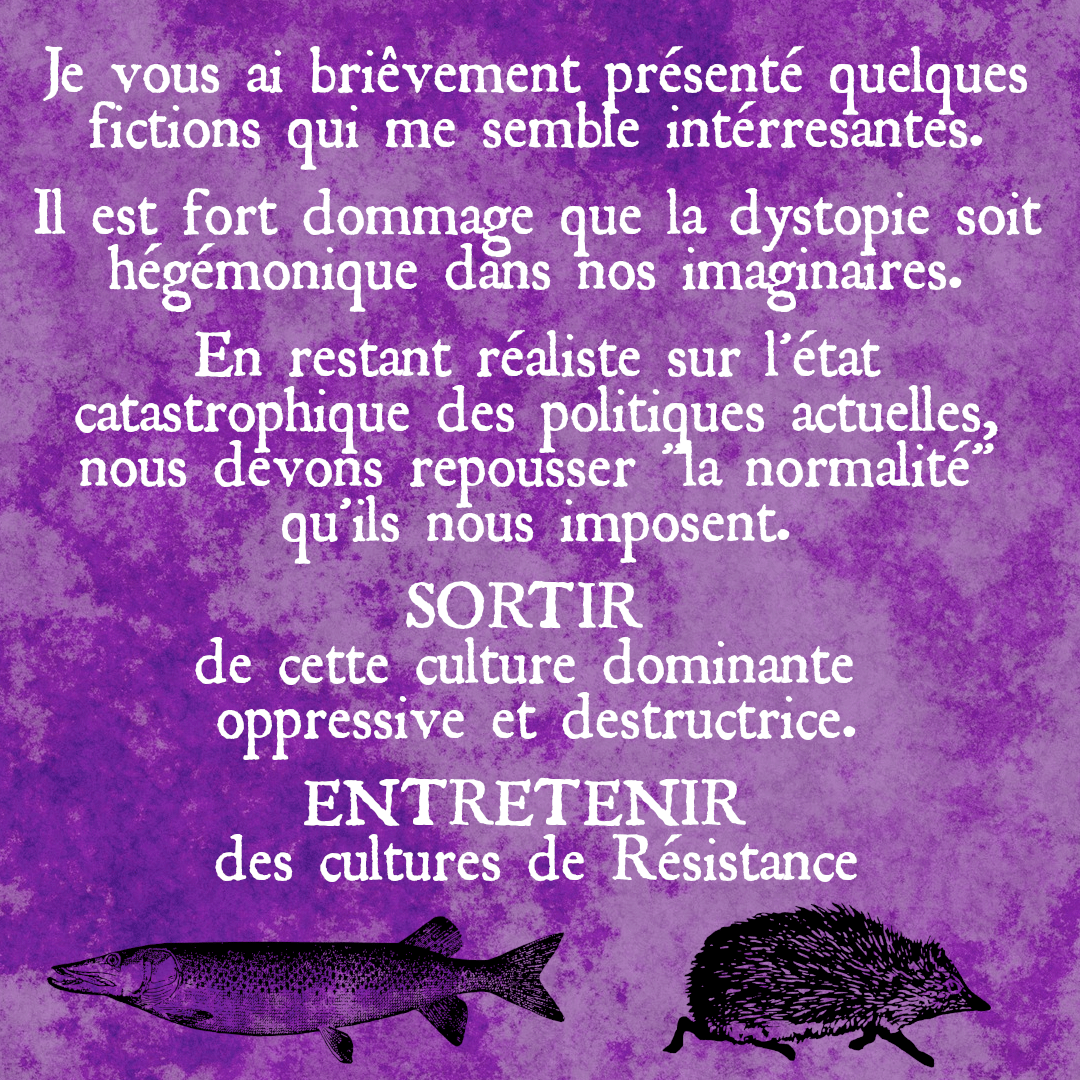 Je vous ai briêvement présenté quelques
fictions qui me semble intérresantes.
Il est fort dommage que la dystopie soit
hégémonique dans nos imaginaires.
En restant réaliste sur l'état
catastrophique des politiques actuelles,
nous devons repousser "la normalité"
qu'ils nous imposent.
SORTIR
de cette culture dominante
oppressive et destructrice.
ENTRETENIR
des cultures de Résistance